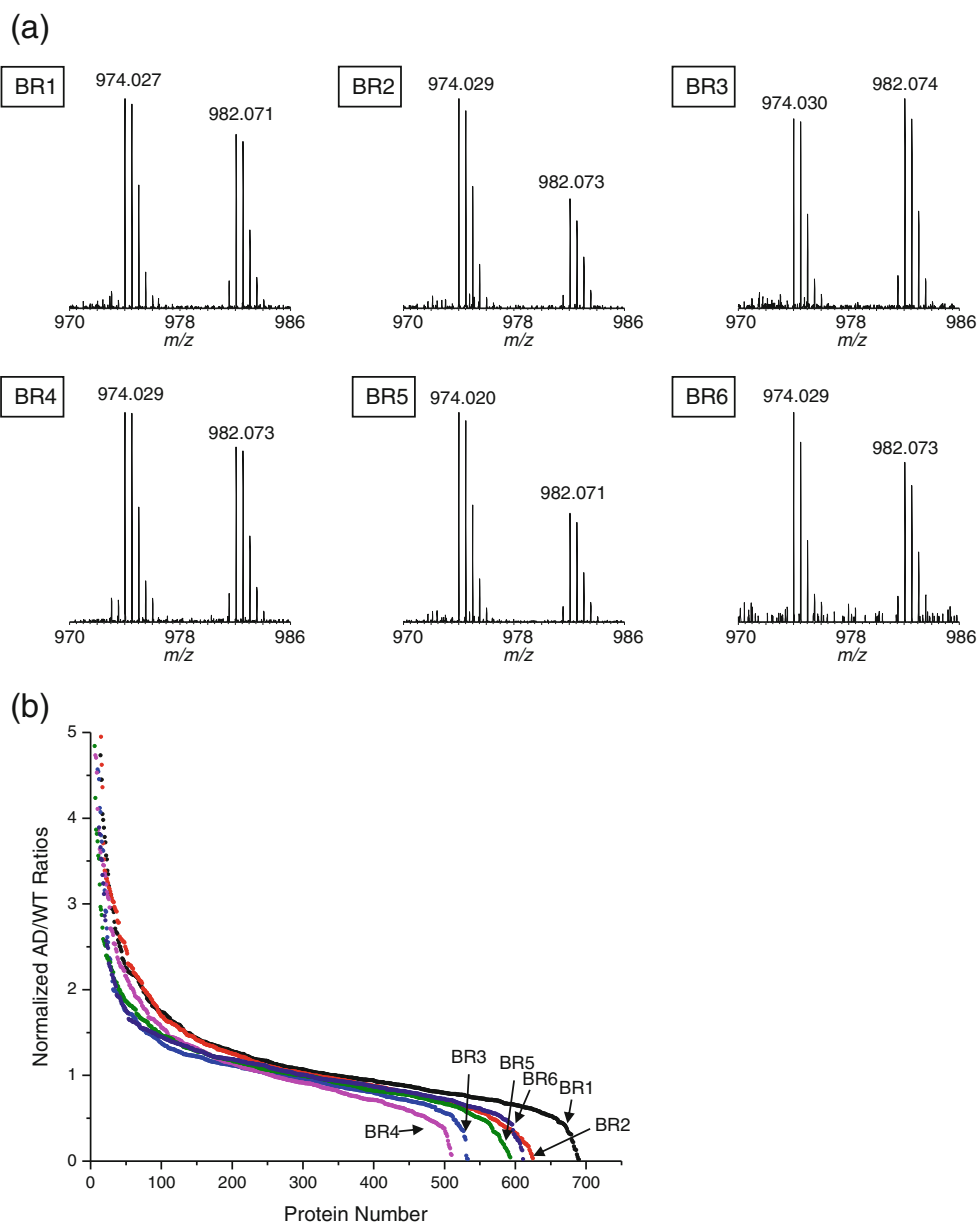 (a)
BR1
974.027
982.071
970
978
986
m/z
BR2
974.029
982.073
970
978
986
m/z
BR3
974.030
982.074
970
978
986
m/z
BR4
974.029
982.073
970
978
986
m/z
BR5
974.020
982.071
970
978
986
m/z
BR6
974.029
982.073
970
978
986
m/z
(b)
Normalized AD/WT Ratios
5
4
3
2
1
0
BR3
BR5
BR6
BR1
BR4
BR2
0
100
200
300
400
500
600
700
Protein Number